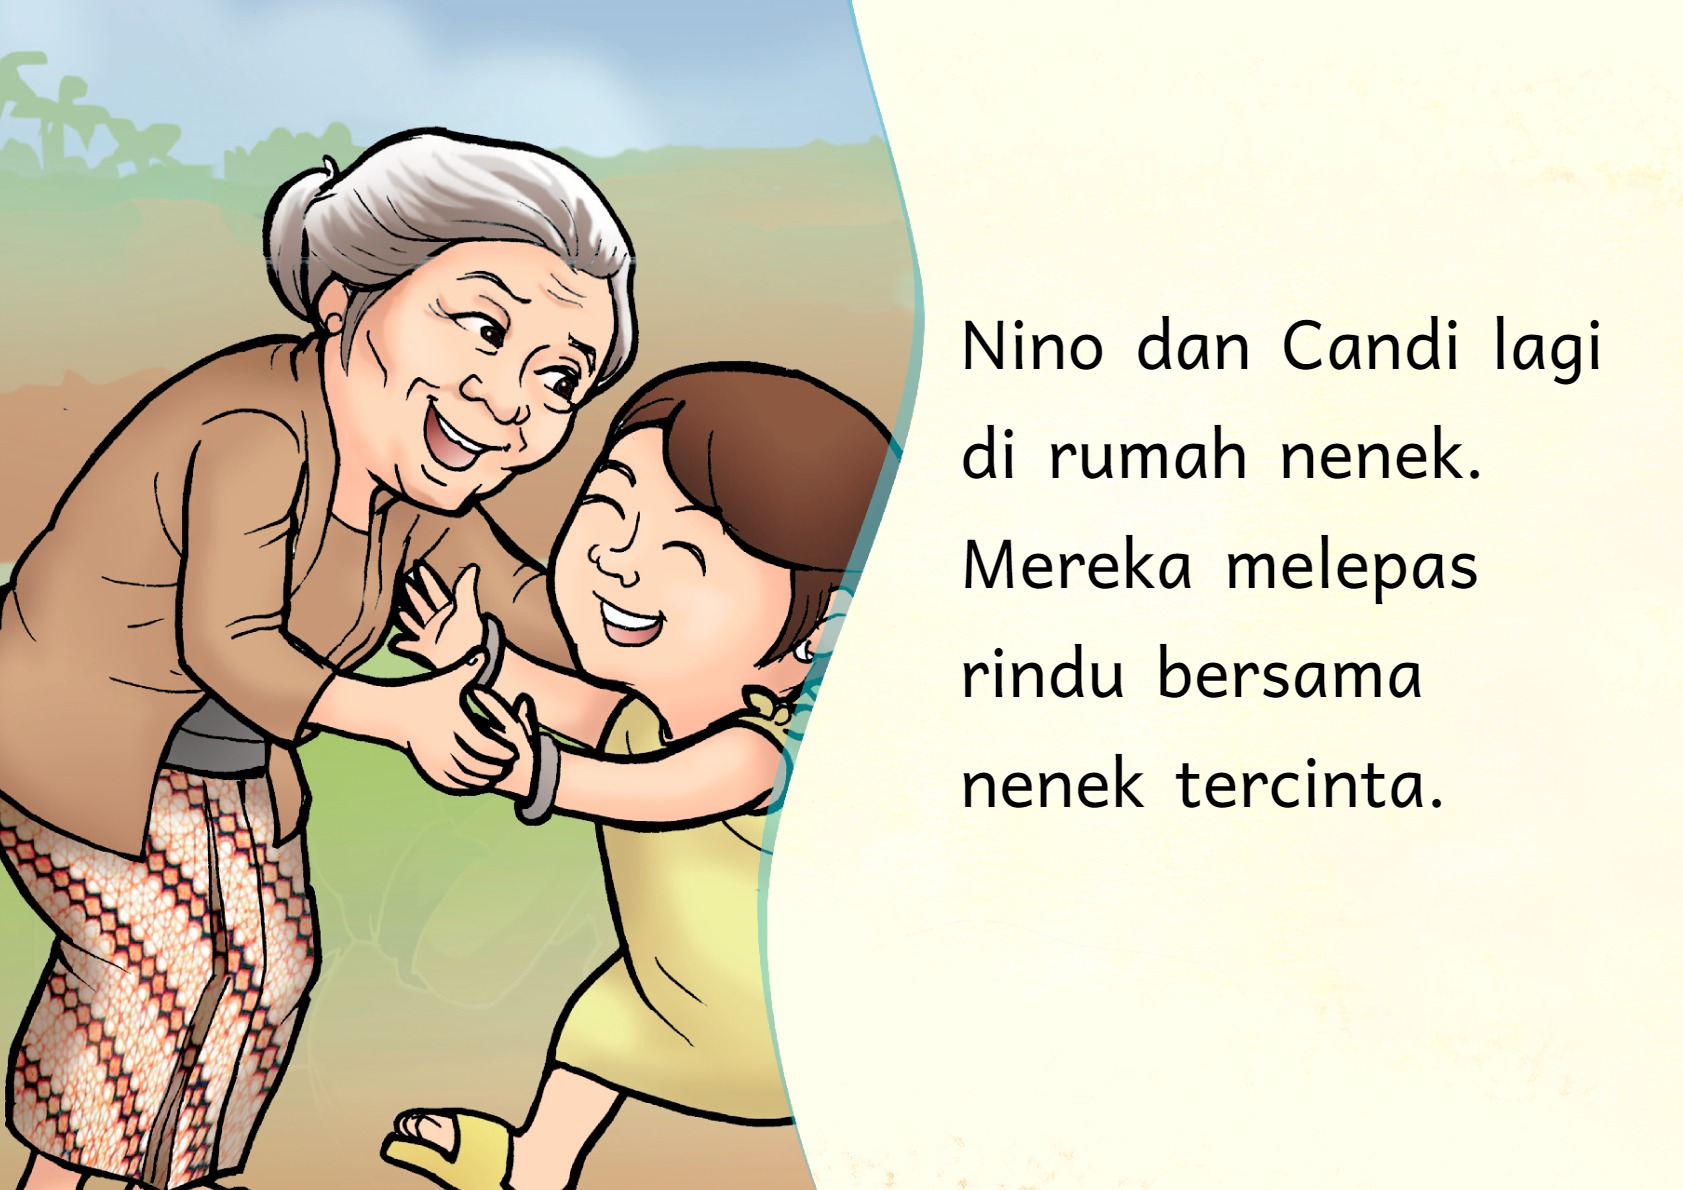 Nino dan Candi lagi
di rumah nenek.
Mereka melepas
rindu bersama
nenek tercinta.